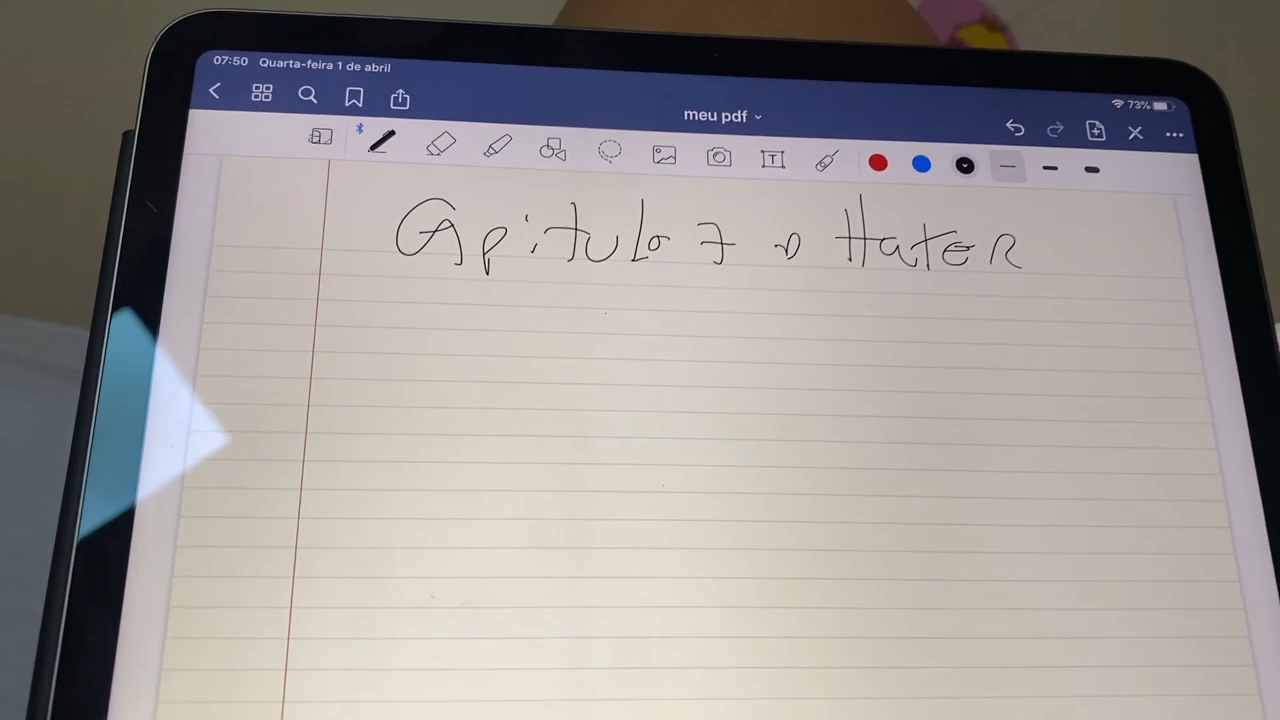 07:50 Quarta-feira 1 de abril
73%
meu pdf
T
Capitulo 7 o Hater